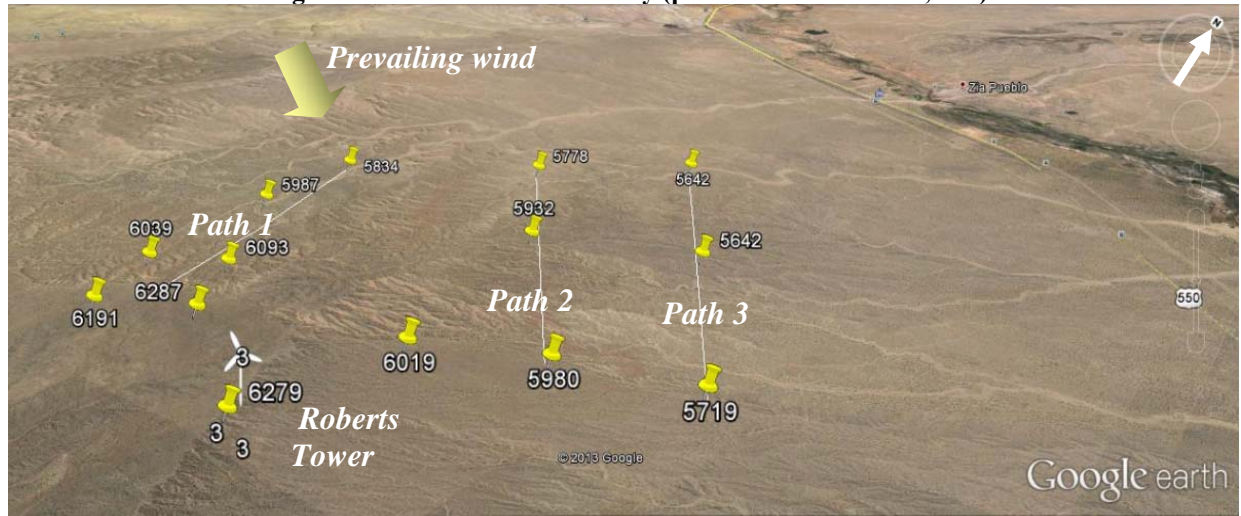 Prevailing wind
N
Zia Pueblo
5834
5778
5642
5987
Path 1
5932
6039
6093
5642
6287
6191
Path 2
Path 3
550
3
6019
5980
6279
5719
Roberts
3
3
Tower
© 2013 Google
Google earth